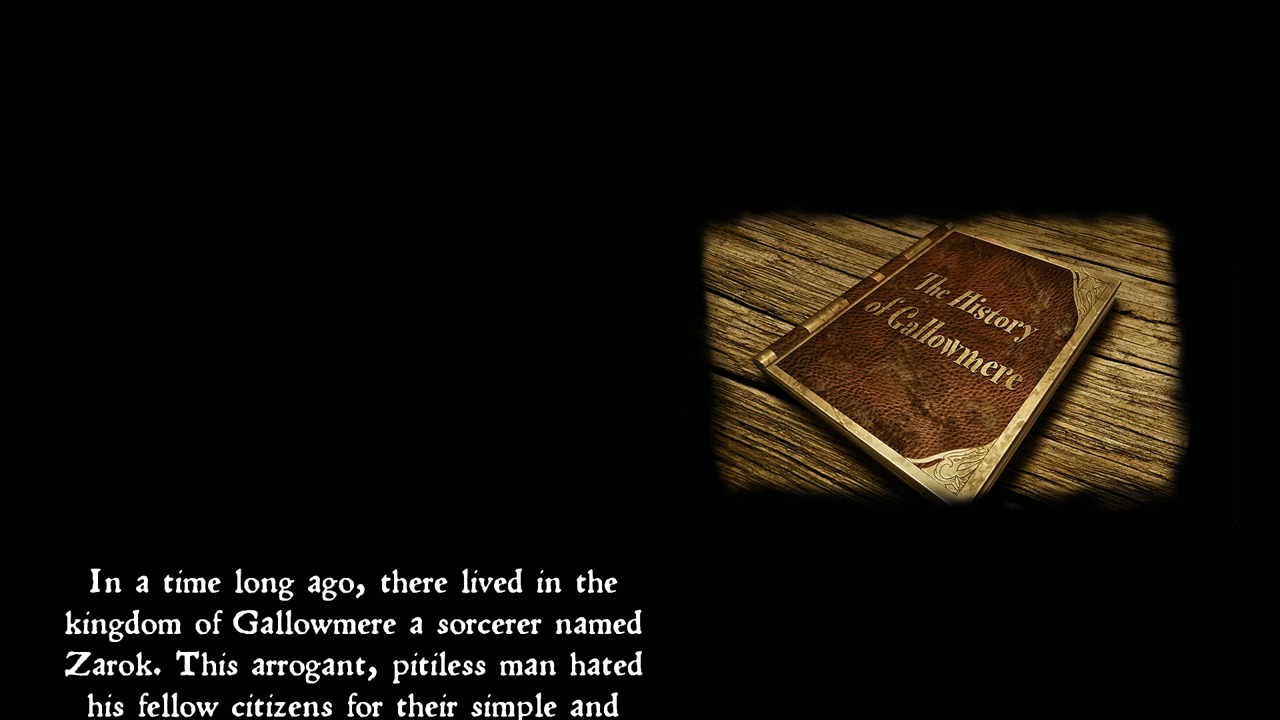 The History
of Gallowmere
In a time long ago, there lived in the
kingdom of Gallowmere a sorcerer named
Zarok. This arrogant, pitiless man hated
his fellow citizens for their simple and